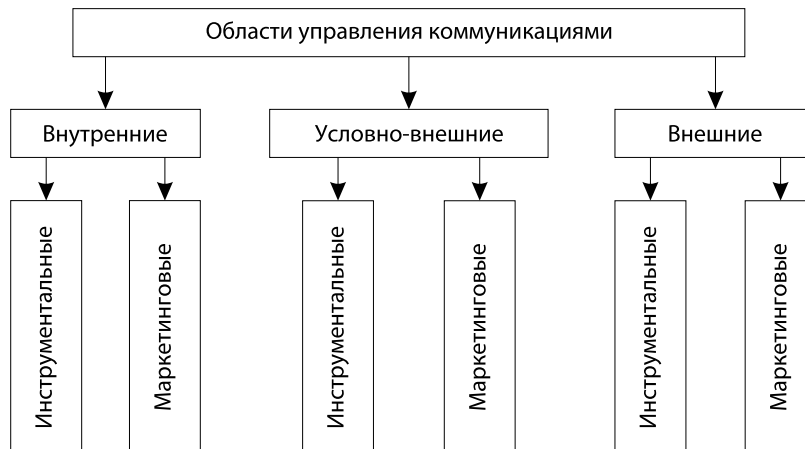 Области управления коммуникациями
Внутренние
Условно-внешние
Внешние
Инструментальные
Маркетинговые
Инструментальные
Маркетинговые
Инструментальные
Маркетинговые